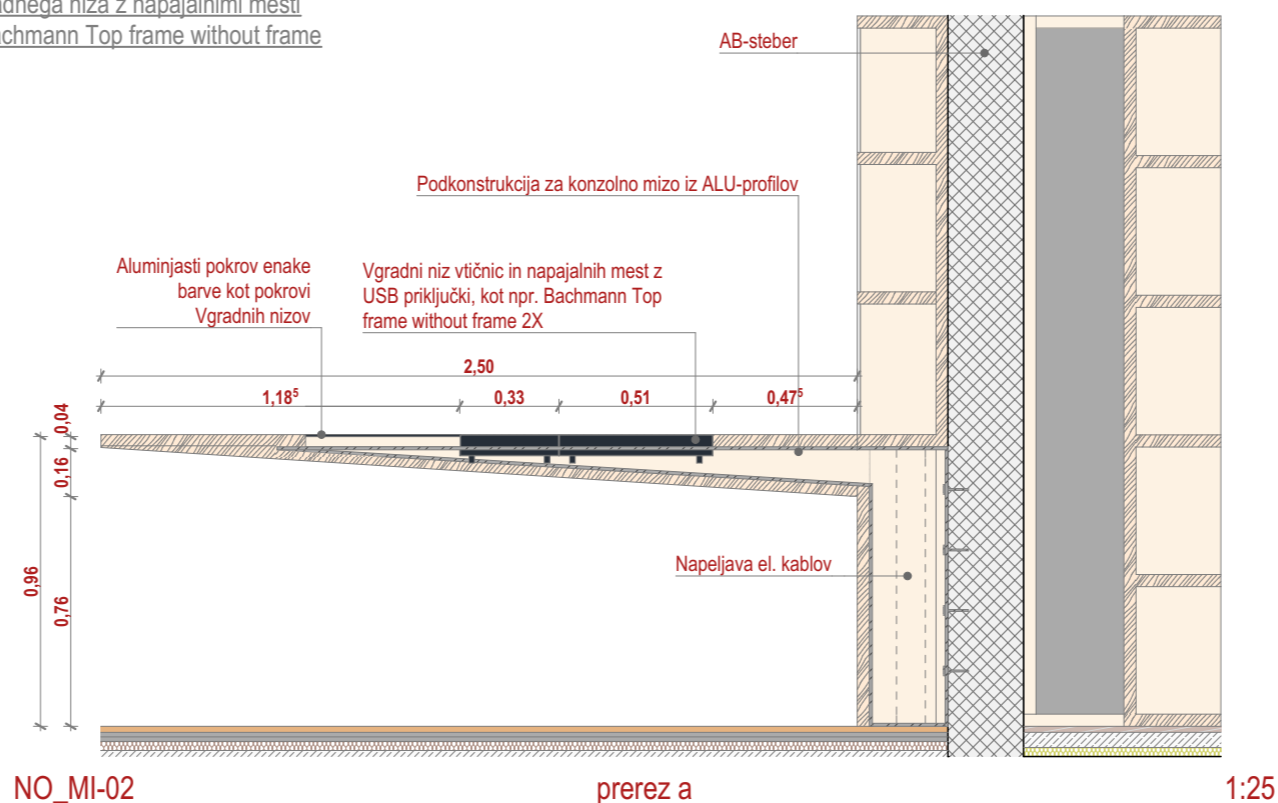 z napajalnimi mesti
Top frame without frame
AB-steber
Podkonstrukcija za konzolno mizo iz ALU-profilov
Aluminjasti pokrov enake
barve kot pokrovi
Vgradnih nizov
Vgradni niz vtičnic in napajalnih mest z
USB priključki, kot npr. Bachmann Top
frame without frame 2X
2,50
1,18⁵ 0,33 0,51 0,47⁵
0,04
0,16
0,96
0,76
Napeljava el. kablov
NO_MI-02 prerez a 1:25